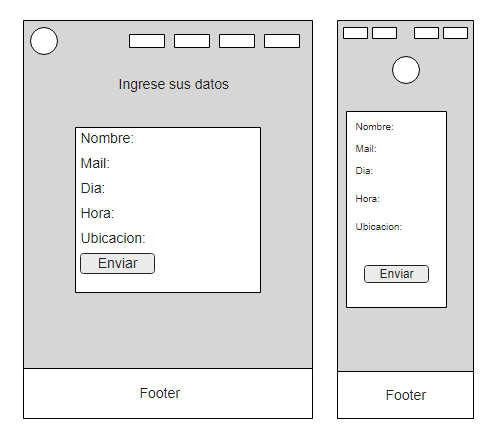 Ingrese sus datos
Nombre:
Mail:
Dia:
Hora:
Ubicacion:
Enviar
Footer
Nombre:
Mail:
Dia:
Hora:
Ubicacion:
Enviar
Footer